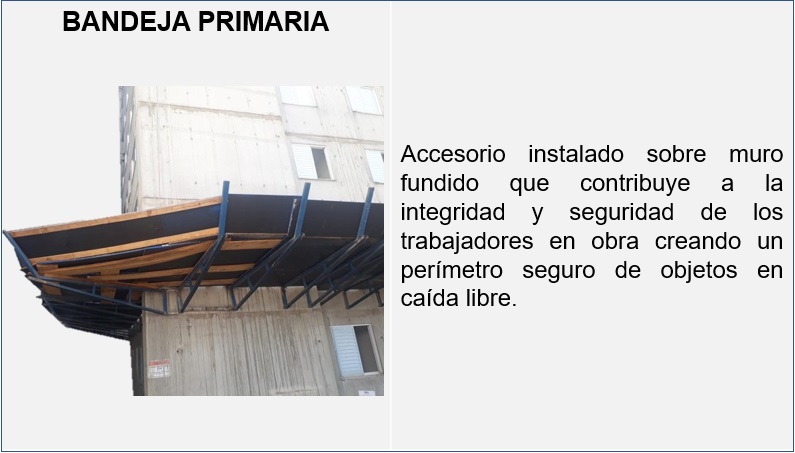 BANDEJA PRIMARIA
Accesorio instalado sobre muro
fundido que contribuye a la
integridad y seguridad de los
trabajadores en obra creando un
perímetro seguro de objetos en
caída libre.